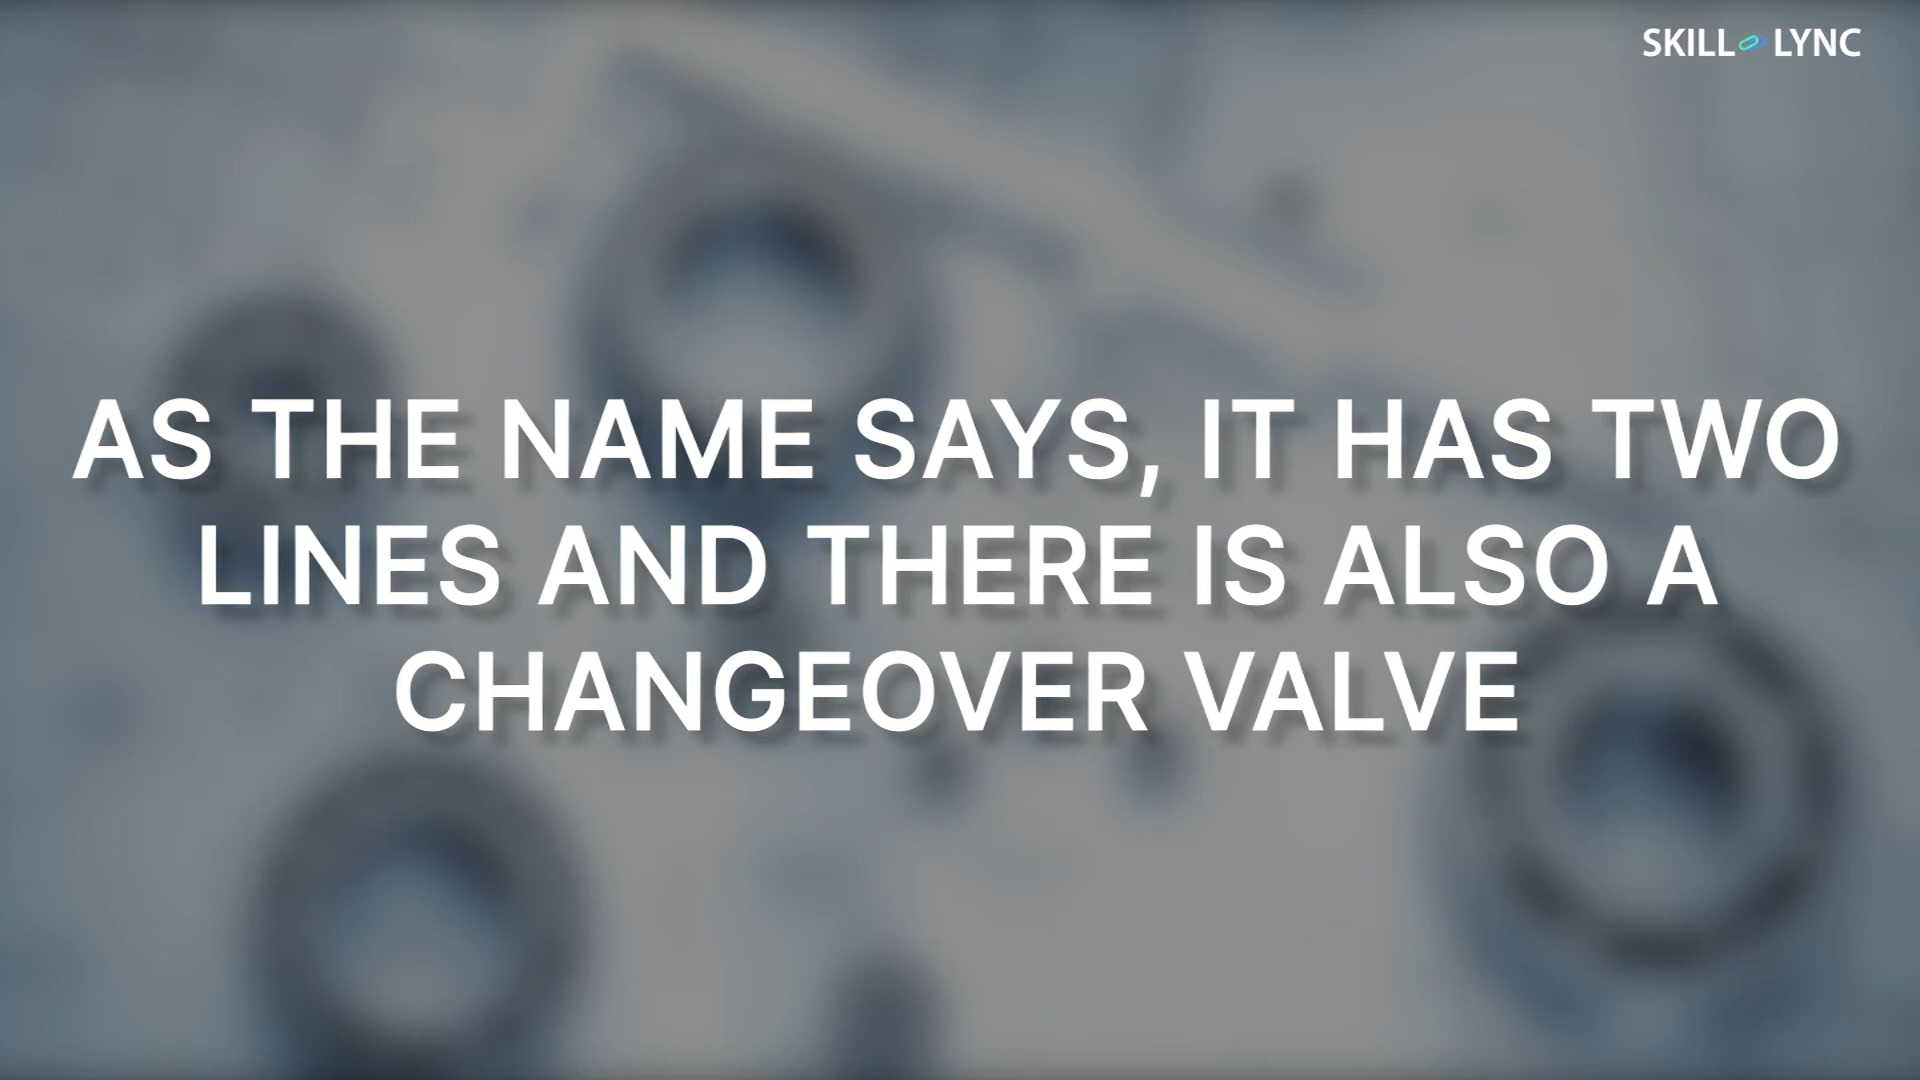 SKILL LYNC
AS THE NAME SAYS, IT HAS TWO
LINES AND THERE IS ALSO A
CHANGEOVER VALVE